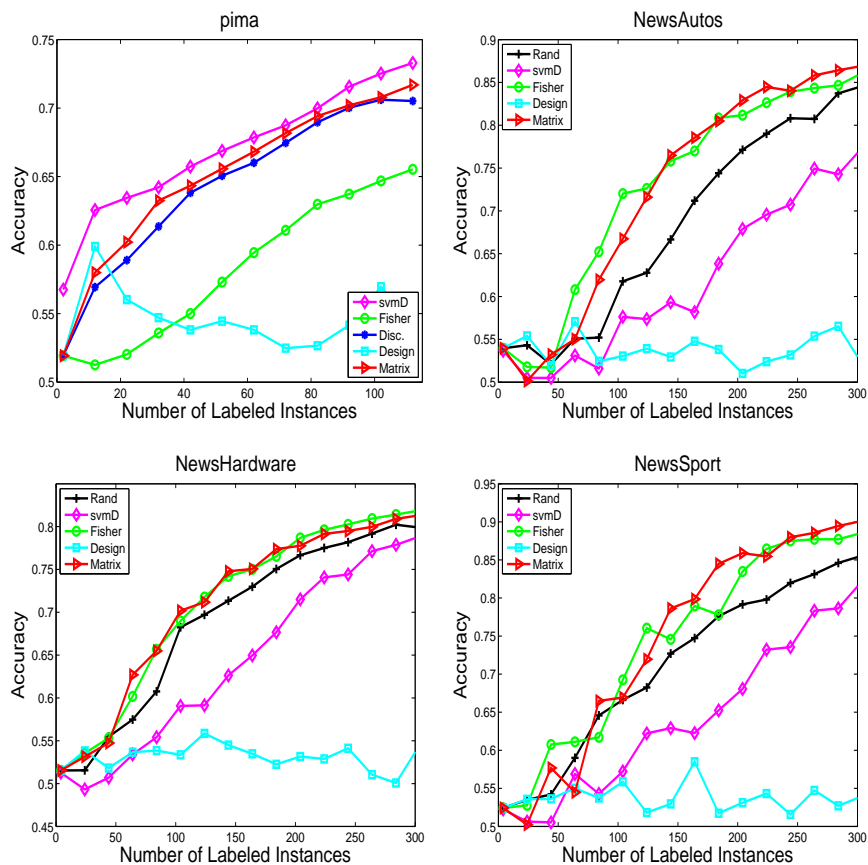 pima
0.75
0.7
0.65
0.6
0.55
0.5
0 20 40 60 80 100
Accuracy
Number of Labeled Instances
svmD
Fisher
Disc.
Design
Matrix
NewsAutos
0.9
0.85
0.8
0.75
0.7
0.65
0.6
0.55
0.5
0 50 100 150 200 250 300
Accuracy
Number of Labeled Instances
Rand
svmD
Fisher
Design
Matrix
NewsHardware
0.8
0.75
0.7
0.65
0.6
0.55
0.5
0.45
0 50 100 150 200 250 300
Accuracy
Number of Labeled Instances
Rand
svmD
Fisher
Design
Matrix
NewsSport
0.95
0.9
0.85
0.8
0.75
0.7
0.65
0.6
0.55
0.5
0 50 100 150 200 250 300
Accuracy
Number of Labeled Instances
Rand
svmD
Fisher
Design
Matrix